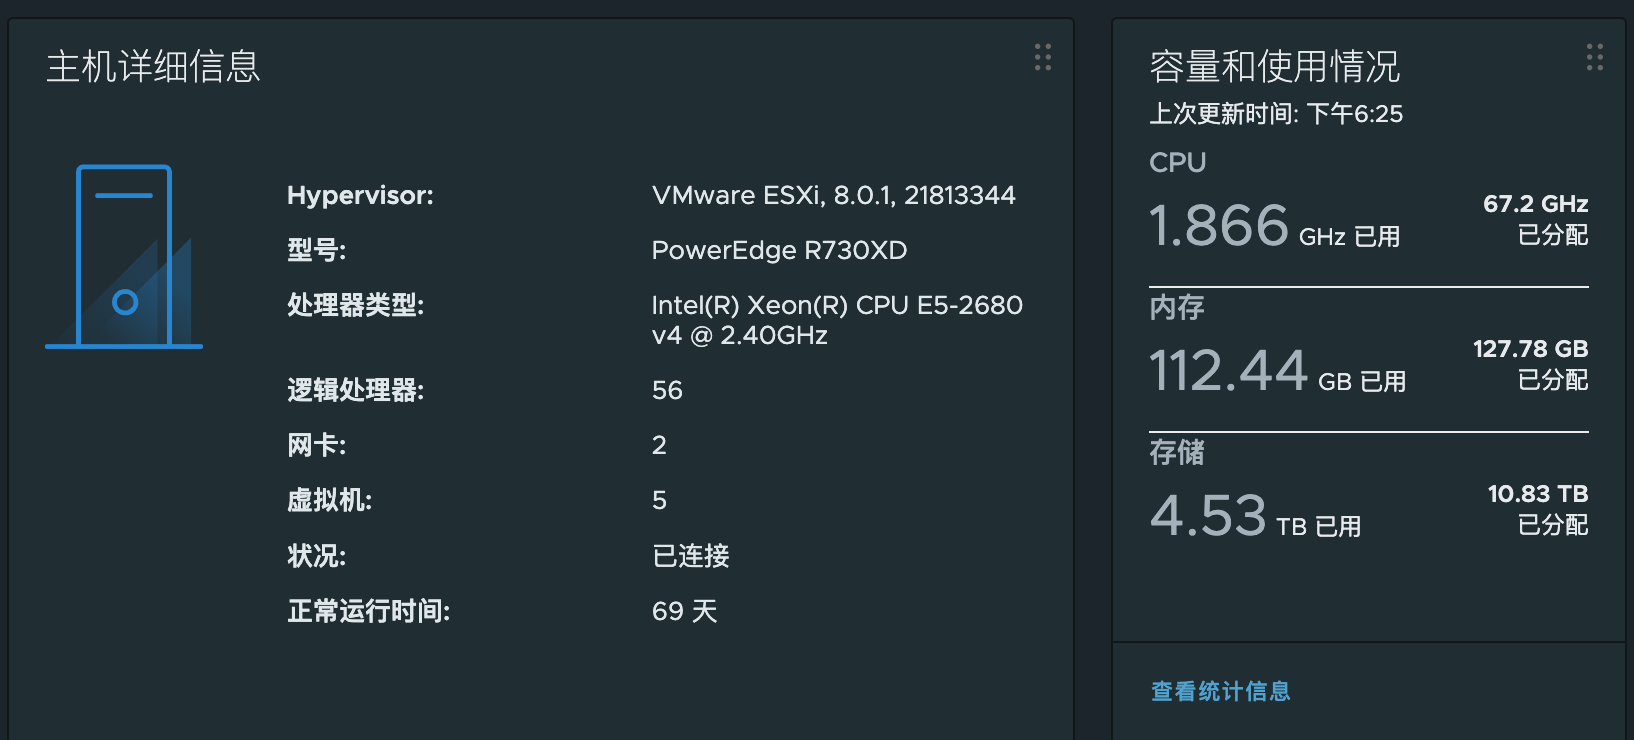 主机详细信息
Hypervisor: VMware ESXi, 8.0.1, 21813344
型号: PowerEdge R730XD
处理器类型: Intel(R) Xeon(R) CPU E5-2680
v4 @ 2.40GHz
逻辑处理器: 56
网卡: 2
虚拟机: 5
状况: 已连接
正常运行时间: 69 天
容量和使用情况
上次更新时间: 下午6:25
CPU
67.2 GHz
1.866 GHz 已用 已分配
内存
127.78 GB
112.44 GB 已用 已分配
存储
10.83 TB
4.53 TB 已用 已分配
查看统计信息